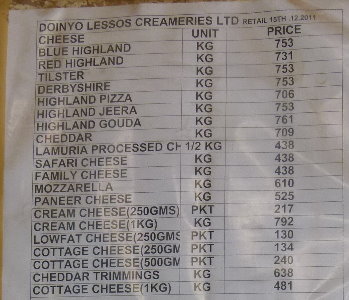 DOINYO LESSOS CREAMERIES LTD RETAIL 15TH .12.2011
CHEESE UNIT PRICE
BLUE HIGHLAND KG 753
RED HIGHLAND KG 731
TILSTER KG 753
DERBYSHIRE KG 753
HIGHLAND PIZZA KG 706
HIGHLAND JEERA KG 753
HIGHLAND GOUDA KG 761
CHEDDAR KG 709
LAMURIA PROCESSED CH 1/2 KG 438
SAFARI CHEESE KG 438
FAMILY CHEESE KG 438
MOZZARELLA KG 610
PANEER CHEESE KG 525
CREAM CHEESE(250GMS) PKT 217
CREAM CHEESE(1KG) KG 792
LOWFAT CHEESE(250GMS PKT 130
COTTAGE CHEESE(250GM PKT 134
COTTAGE CHEESE(500GM PKT 240
CHEDDAR TRIMMINGS KG 638
COTTAGE CHEESE(1KG) KG 481